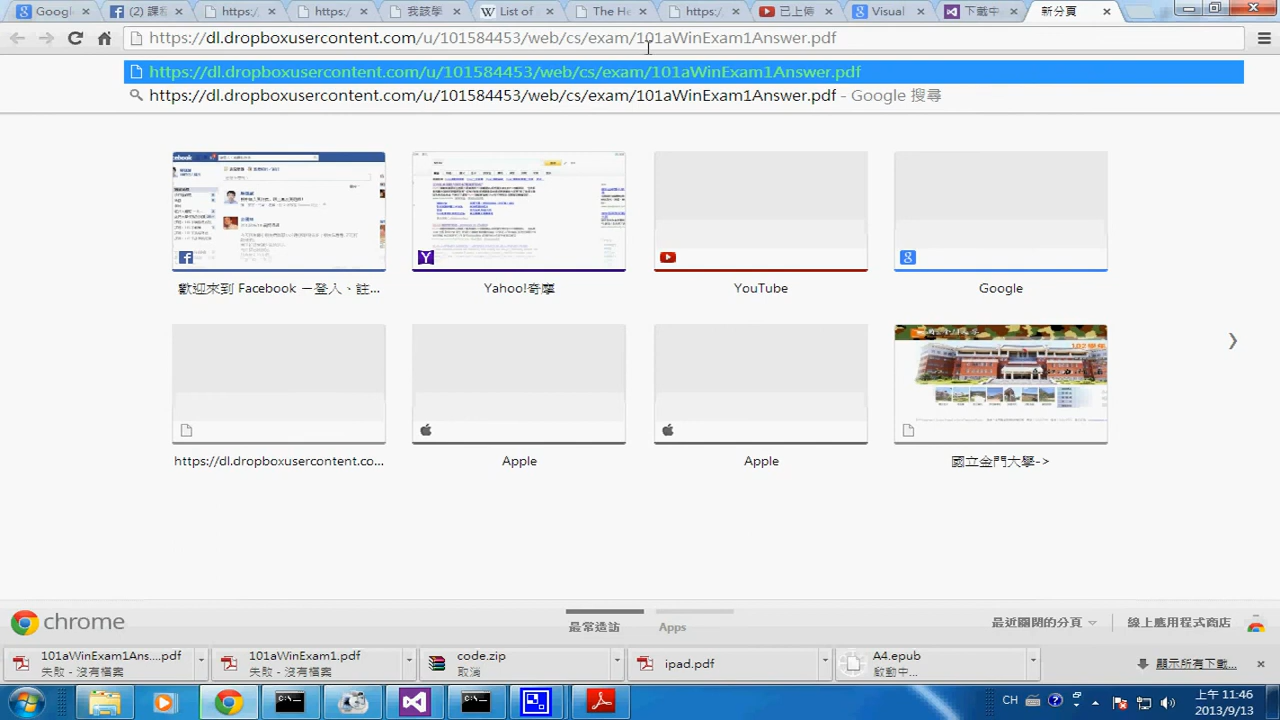 Googl
(2) 課
https:/
https:/
我該學
List of
The He
https:/
已上
Visual
下載中
新分頁
https://dl.dropboxusercontent.com/u/101584453/web/cs/exam/101aWinExam1Answer.pdf
https://dl.dropboxusercontent.com/u/101584453/web/cs/exam/101aWinExam1Answer.pdf
https://dl.dropboxusercontent.com/u/101584453/web/cs/exam/101aWinExam1Answer.pdf - Google 搜尋
歡迎來到 Facebook －登入、註...
Yahoo!奇摩
YouTube
Google
https://dl.dropboxusercontent.co...
Apple
Apple
國立金門大學->
chrome
最常造訪
Apps
最近關閉的分頁
線上應用程式商店
101aWinExam1Ans....pdf
失敗 - 沒有檔案
101aWinExam1.pdf
失敗 - 沒有檔案
code.zip
取消
ipad.pdf
A4.epub
啟動中...
顯示所有下載...
CH
上午 11:46
2013/9/13